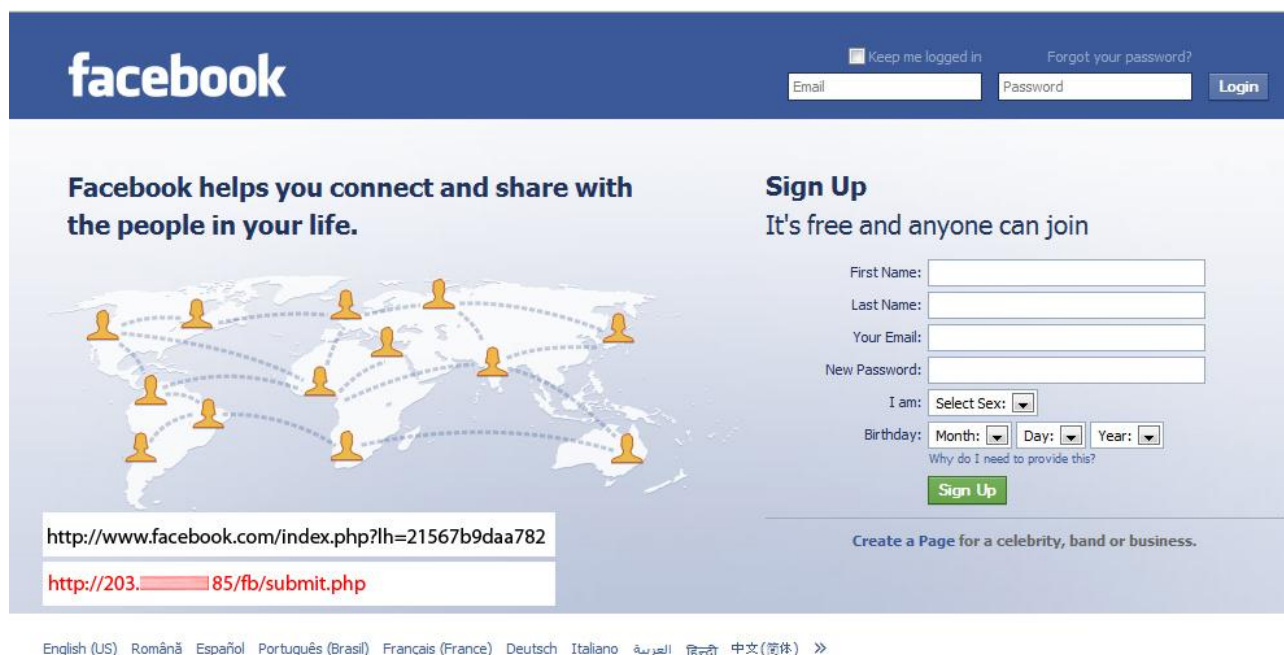 facebook
Keep me logged in Forgot your password?
Email Password Login
Facebook helps you connect and share with
the people in your life.
Sign Up
It's free and anyone can join
First Name:
Last Name:
Your Email:
New Password:
I am: Select Sex:
Birthday: Month: Day: Year:
Why do I need to provide this?
Sign Up
Create a Page for a celebrity, band or business.
http://www.facebook.com/index.php?lh=21567b9daa782
http://203. 85/fb/submit.php
English (US) Română Español Português (Brasil) Français (France) Deutsch Italiano العربية हिन्दी 中文(简体) »